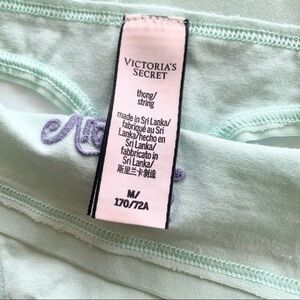 VICTORIA'S
SECRET
thong/
string
made in Sri Lanka/
fabriqué au Sri
Lanka/hecho en
Sri Lanka/
fabbricato in
Sri Lanka
斯里兰卡制造
M/
170/72A